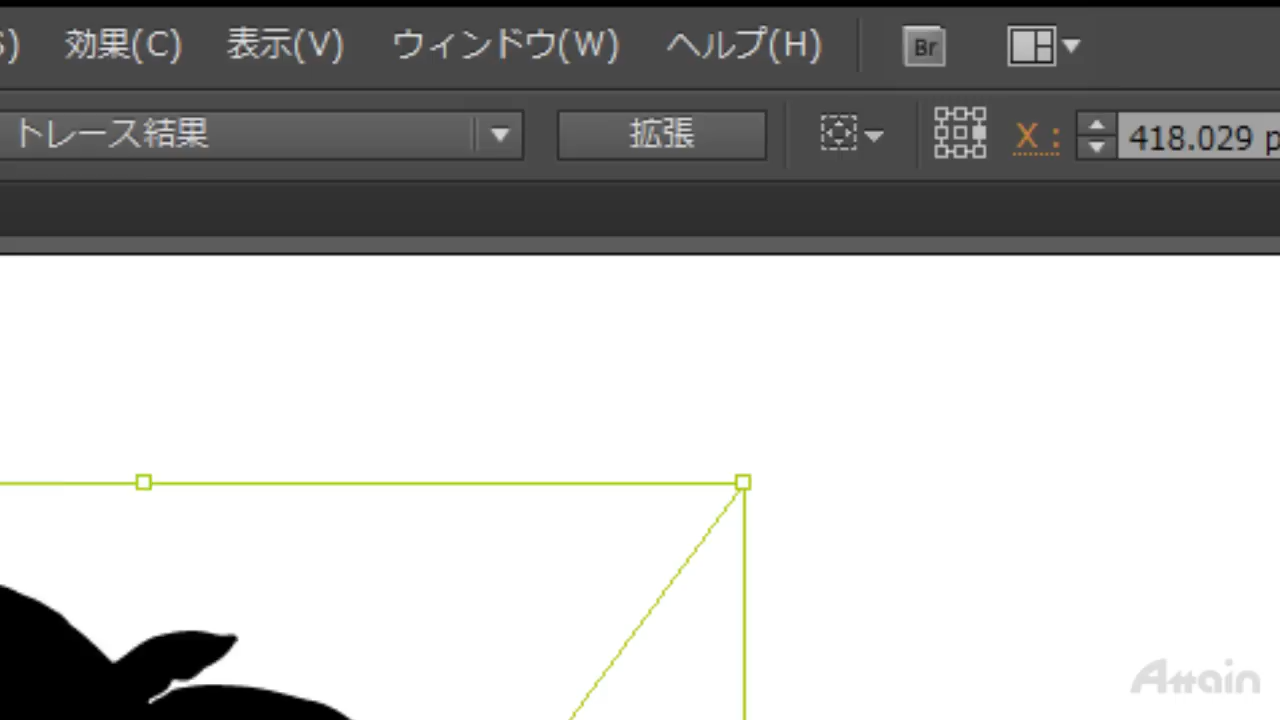 S) 効果(C) 表示(V) ウィンドウ(W) ヘルプ(H) Br
トレース結果 拡張 X : 418.029 p
Attain